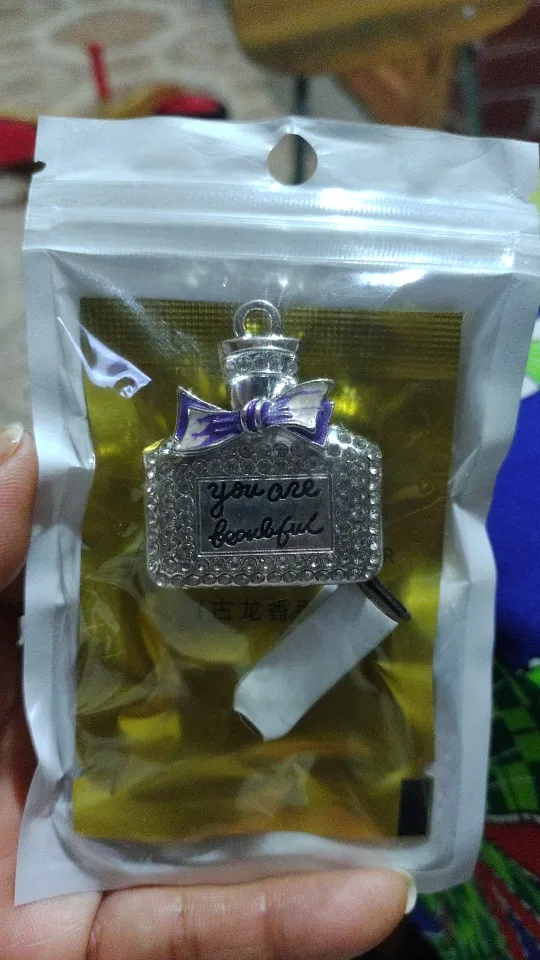 you are
beautiful
R
(古龙香